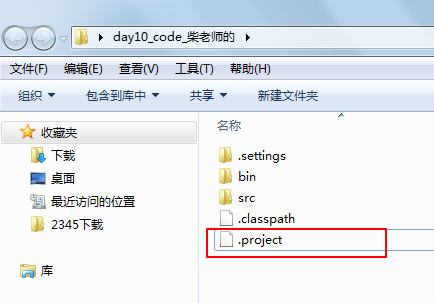 day10_code_柴老师的
文件(F) 编辑(E) 查看(V) 工具(T) 帮助(H)
组织 包含到库中 共享 新建文件夹
收藏夹
下载
桌面
最近访问的位置
2345下载
库
名称
.settings
bin
src
.classpath
.project